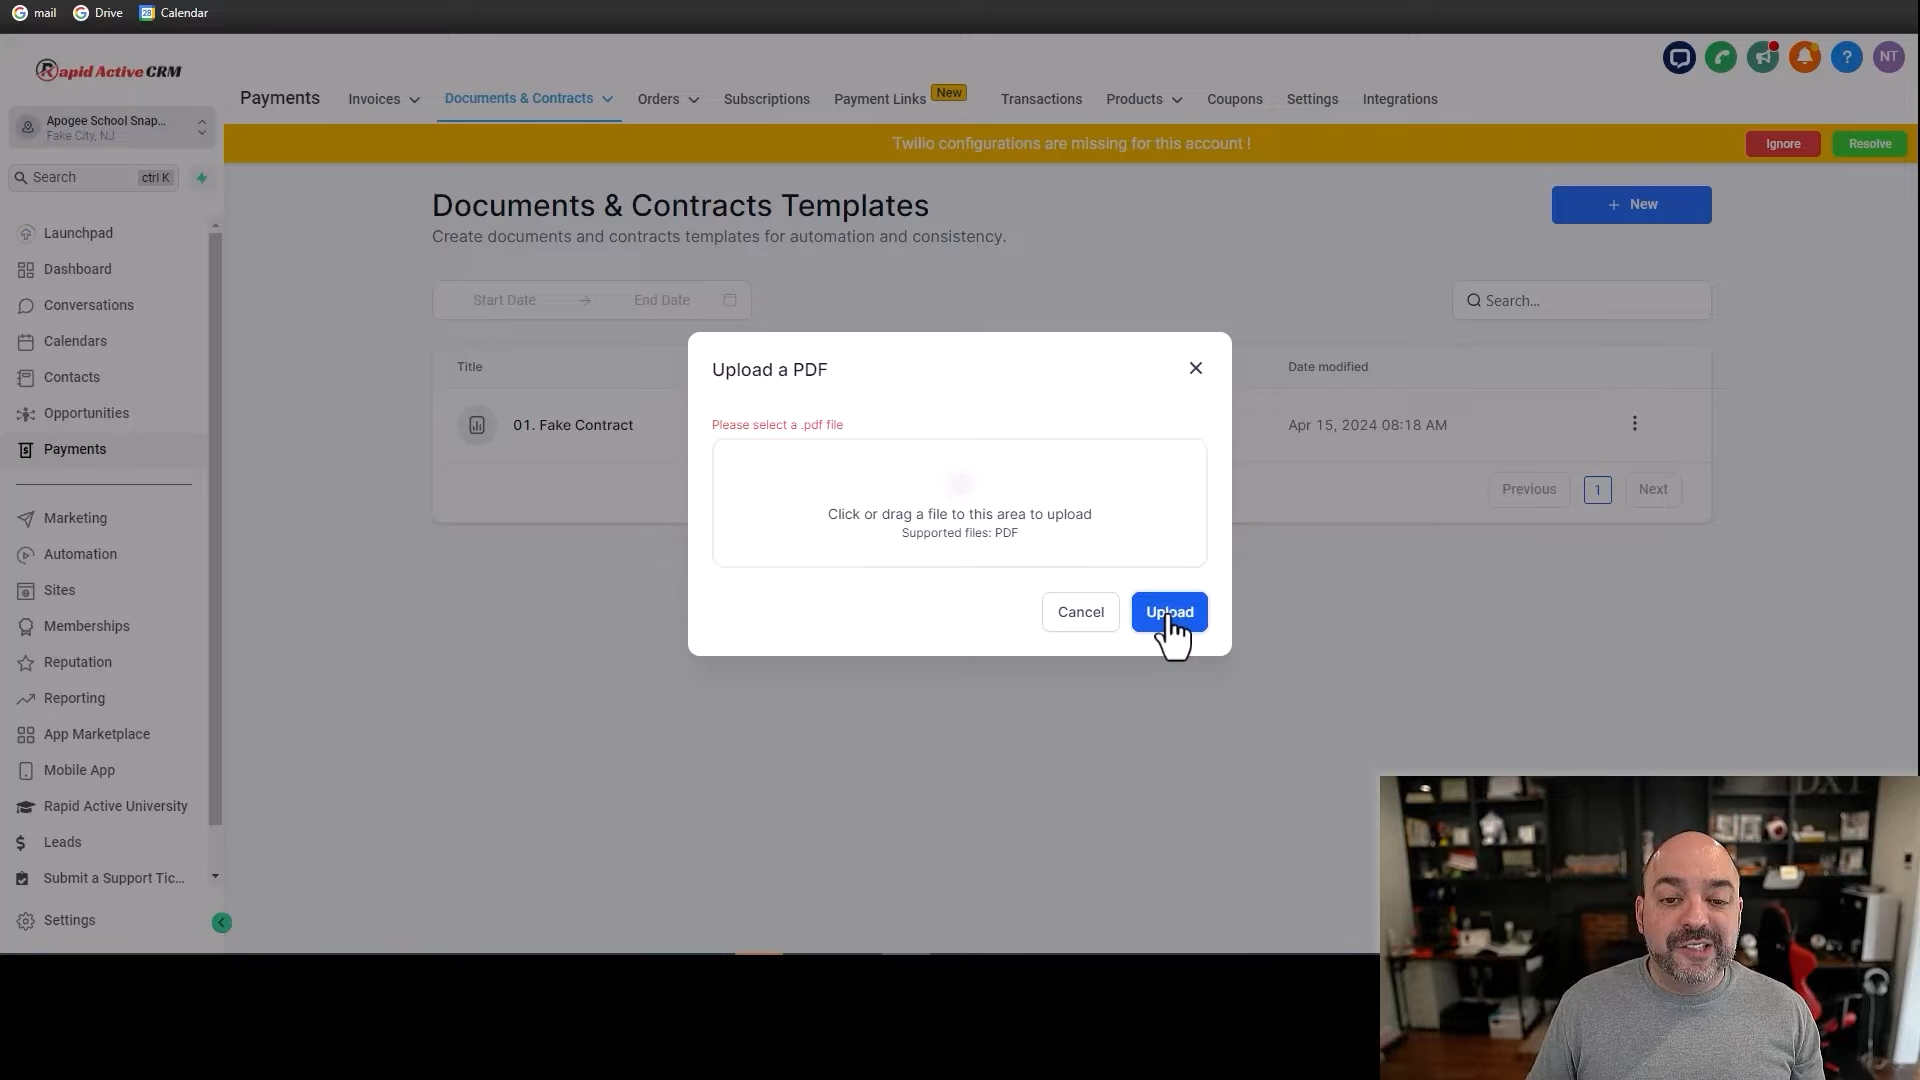 mail
Drive
Calendar
Rapid Active CRM
Apogee School Snap...
Fake City, NJ
Search
ctrl K
Launchpad
Dashboard
Conversations
Calendars
Contacts
Opportunities
Payments
Marketing
Automation
Sites
Memberships
Reputation
Reporting
App Marketplace
Mobile App
Rapid Active University
Leads
Submit a Support Tic...
Settings
Payments
Invoices
Documents & Contracts
Orders
Subscriptions
Payment Links
New
Transactions
Products
Coupons
Settings
Integrations
?
NT
Twilio configurations are missing for this account !
Ignore
Resolve
Documents & Contracts Templates
Create documents and contracts templates for automation and consistency.
+ New
Start Date → End Date
Search...
Title
Date modified
01. Fake Contract
Apr 15, 2024 08:18 AM
Previous
1
Next
Upload a PDF
Please select a .pdf file
Click or drag a file to this area to upload
Supported files: PDF
Cancel
Upload